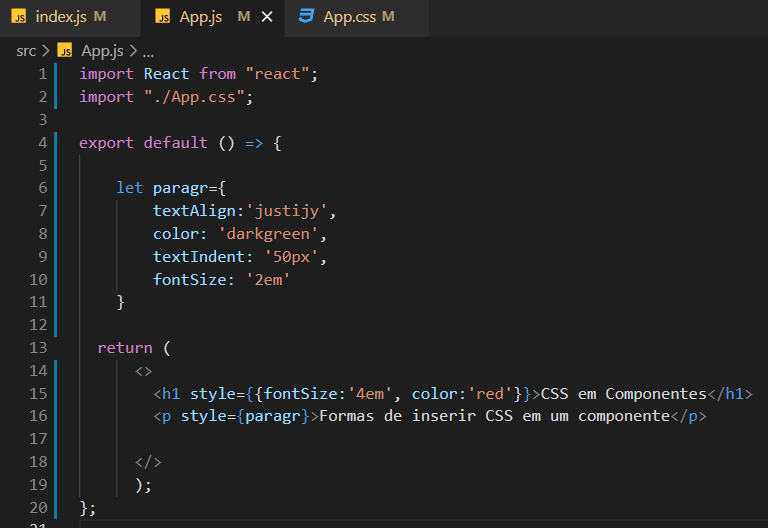 JS index.js M JS App.js M × App.css M
src > JS App.js > ...
1 import React from "react";
2 import "./App.css";
3
4 export default () => {
5
6 let paragr={
7 textAlign:'justijy',
8 color: 'darkgreen',
9 textIndent: '50px',
10 fontSize: '2em'
11 }
12
13 return (
14 <>
15 <h1 style={{fontSize:'4em', color:'red'}}>CSS em Componentes</h1>
16 <p style={paragr}>Formas de inserir CSS em um componente</p>
17
18 </>
19 );
20 };
21